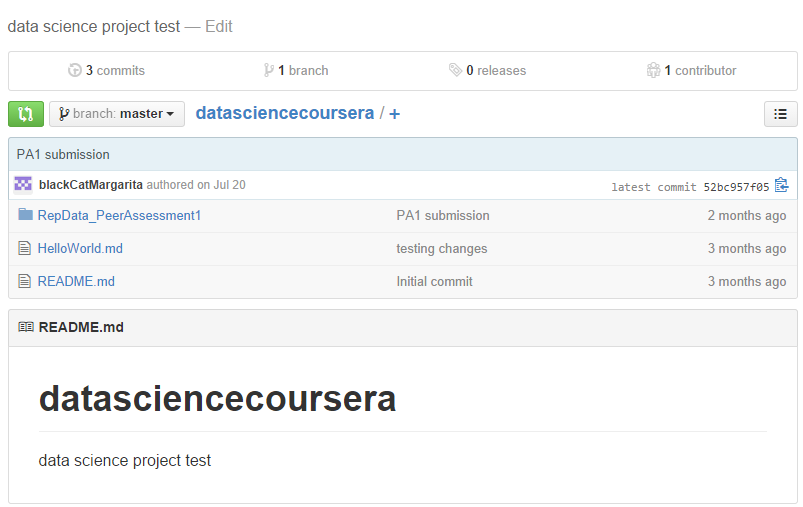 data science project test — Edit
3 commits 1 branch 0 releases 1 contributor
branch: master datasciencecoursera / +
PA1 submission
blackCatMargarita authored on Jul 20 latest commit 52bc957f05
RepData_PeerAssessment1 PA1 submission 2 months ago
HelloWorld.md testing changes 3 months ago
README.md Initial commit 3 months ago
README.md
datasciencecoursera
data science project test